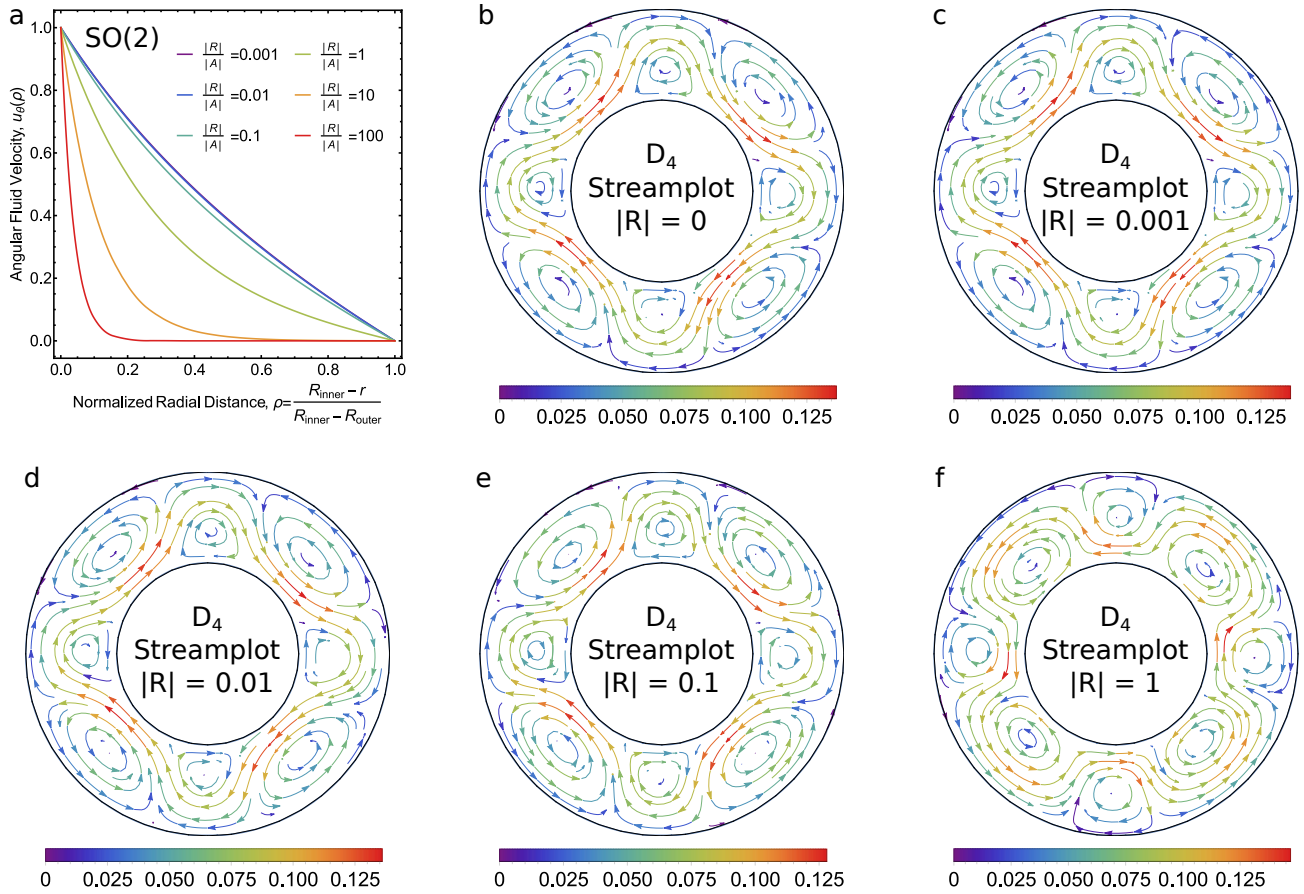 a
SO(2)
|R|/|A| =0.001
|R|/|A| =1
|R|/|A| =0.01
|R|/|A| =10
|R|/|A| =0.1
|R|/|A| =100
Angular Fluid Velocity, uθ(ρ)
1.0
0.8
0.6
0.4
0.2
0.0
0.0 0.2 0.4 0.6 0.8 1.0
Normalized Radial Distance, ρ= (Rinner − r)/(Rinner − Router)
b
D4
Streamplot
|R| = 0
0 0.025 0.050 0.075 0.100 0.125
c
D4
Streamplot
|R| = 0.001
0 0.025 0.050 0.075 0.100 0.125
d
D4
Streamplot
|R| = 0.01
0 0.025 0.050 0.075 0.100 0.125
e
D4
Streamplot
|R| = 0.1
0 0.025 0.050 0.075 0.100 0.125
f
D4
Streamplot
|R| = 1
0 0.025 0.050 0.075 0.100 0.125